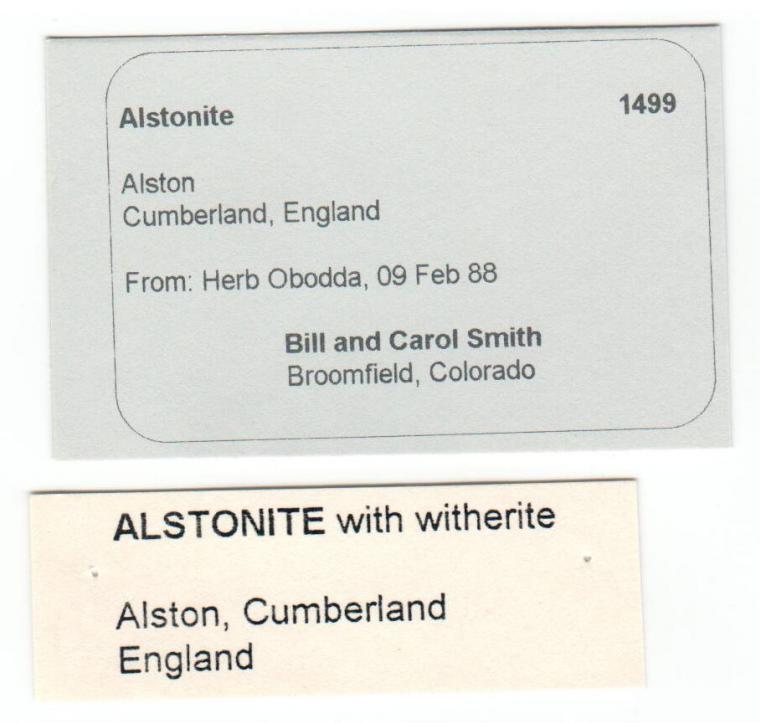 Alstonite 1499
Alston
Cumberland, England
From: Herb Obodda, 09 Feb 88
Bill and Carol Smith
Broomfield, Colorado
ALSTONITE with witherite
Alston, Cumberland
England